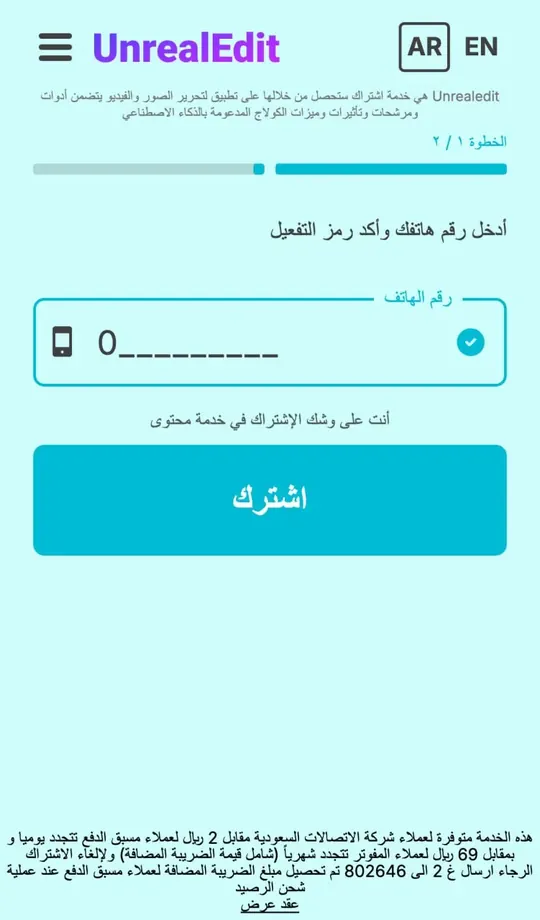 UnrealEdit
AR EN
Unrealedit هي خدمة اشتراك ستحصل من خلالها على تطبيق لتحرير الصور والفيديو يتضمن أدوات
ومرشحات وتأثيرات وميزات الكولاج المدعومة بالذكاء الاصطناعي
الخطوة ١ / ٢
أدخل رقم هاتفك وأكد رمز التفعيل
رقم الهاتف
0_________
أنت على وشك الإشتراك في خدمة محتوى
اشترك
هذه الخدمة متوفرة لعملاء شركة الاتصالات السعودية مقابل 2 ريال لعملاء مسبق الدفع تتجدد يوميا و
بمقابل 69 ريال لعملاء المفوتر تتجدد شهرياً (شامل قيمة الضريبة المضافة) ولإلغاء الاشتراك
الرجاء ارسال غ 2 الى 802646 تم تحصيل مبلغ الضريبة المضافة لعملاء مسبق الدفع عند عملية
شحن الرصيد
عقد عرض